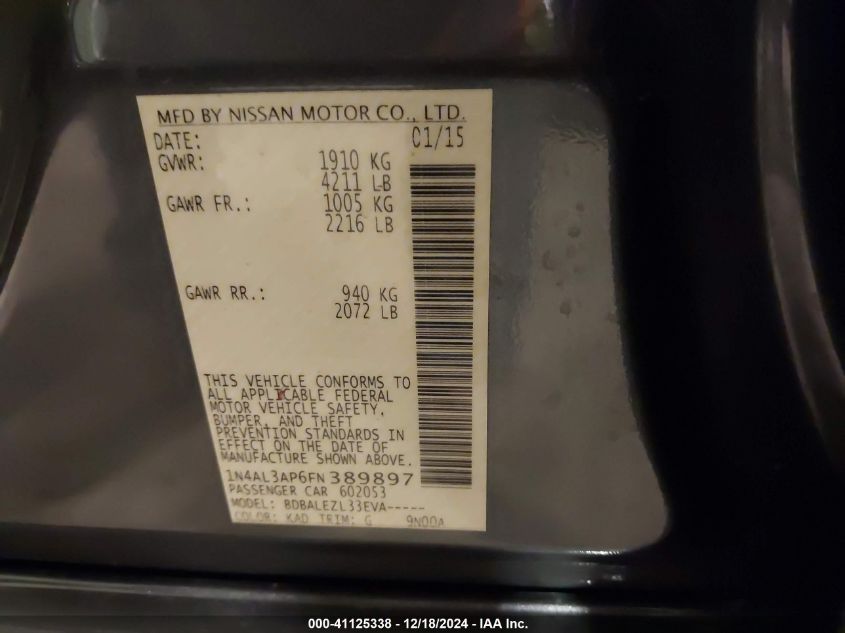 MFD BY NISSAN MOTOR CO., LTD.
DATE: 01/15
GVWR: 1910 KG
4211 LB
GAWR FR.: 1005 KG
2216 LB
GAWR RR.: 940 KG
2072 LB
THIS VEHICLE CONFORMS TO
ALL APPLICABLE FEDERAL
MOTOR VEHICLE SAFETY,
BUMPER, AND THEFT
PREVENTION STANDARDS IN
EFFECT ON THE DATE OF
MANUFACTURE SHOWN ABOVE.
1N4AL3AP6FN389897
PASSENGER CAR 602053
MODEL: BDBALEZL33EVA-----
COLOR: KAD TRIM: G 9N00A
000-41125338 - 12/18/2024 - IAA Inc.